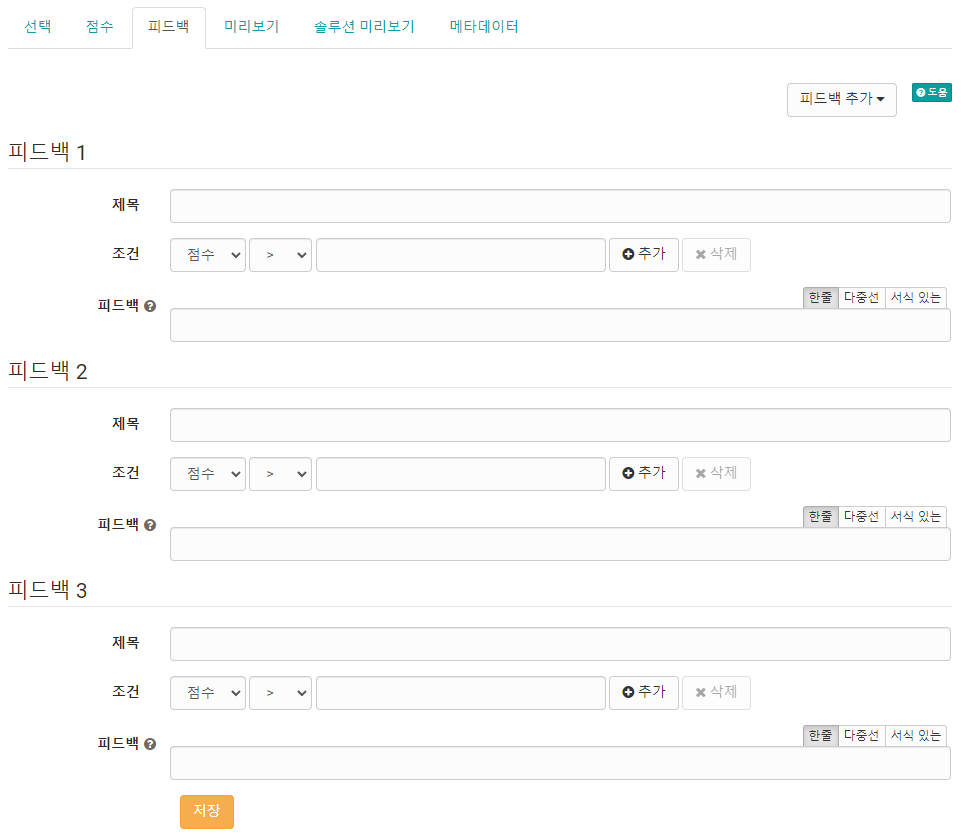 선택 점수 피드백 미리보기 솔루션 미리보기 메타데이터
피드백 추가 도움
피드백 1
제목
조건 점수 > 추가 삭제
한줄 다중선 서식 있는
피드백
피드백 2
제목
조건 점수 > 추가 삭제
한줄 다중선 서식 있는
피드백
피드백 3
제목
조건 점수 > 추가 삭제
한줄 다중선 서식 있는
피드백
저장